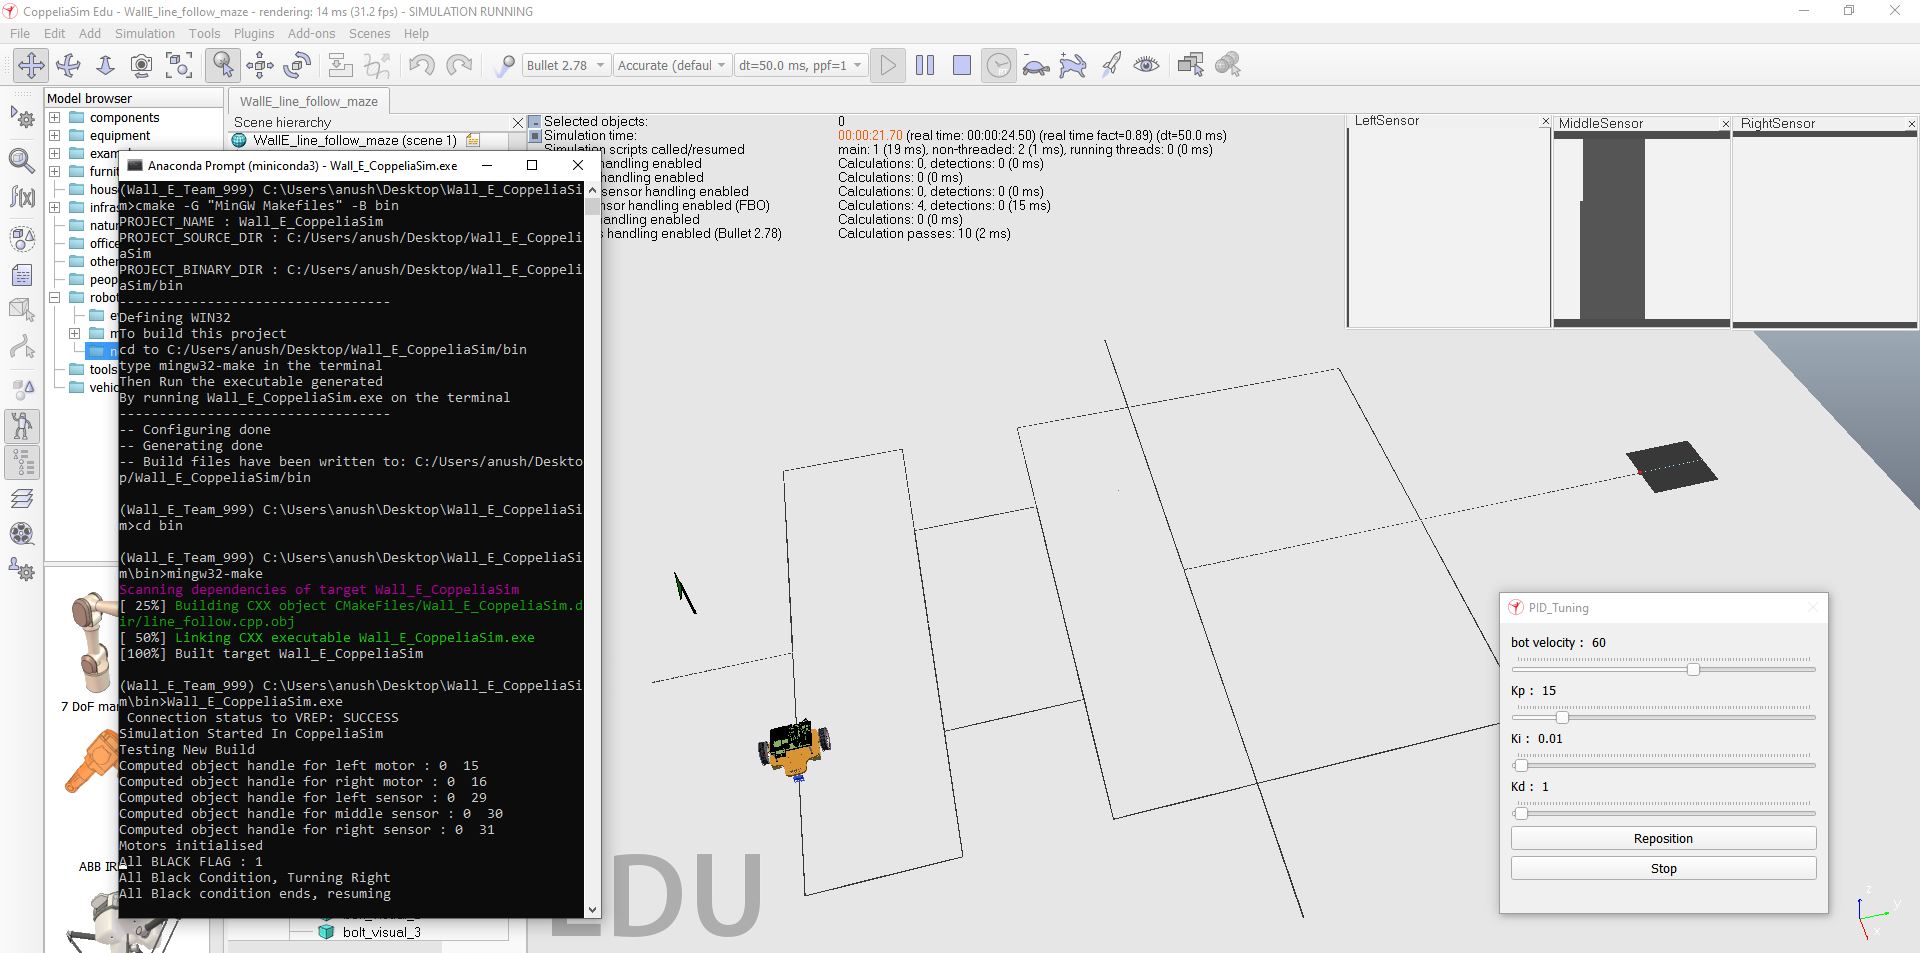 CoppeliaSim Edu - WallE_line_follow_maze - rendering: 14 ms (31.2 fps) - SIMULATION RUNNING
File Edit Add Simulation Tools Plugins Add-ons Scenes Help
Bullet 2.78 Accurate (defaul dt=50.0 ms, ppf=1
Model browser
components
equipment
exam
furni
hous
infras
natur
office
other
peop
robot
tools
vehic
7 DoF mar
ABB IR
WallE_line_follow_maze
Scene hierarchy
WallE_line_follow_maze (scene 1)
bolt_visual_3
Anaconda Prompt (miniconda3) - Wall_E_CoppeliaSim.exe
(Wall_E_Team_999) C:\Users\anush\Desktop\Wall_E_CoppeliaSi
m>cmake -G "MinGW Makefiles" -B bin
PROJECT_NAME : Wall_E_CoppeliaSim
PROJECT_SOURCE_DIR : C:/Users/anush/Desktop/Wall_E_Coppeli
aSim
PROJECT_BINARY_DIR : C:/Users/anush/Desktop/Wall_E_Coppeli
aSim/bin
----------------------------------
Defining WIN32
To build this project
cd to C:/Users/anush/Desktop/Wall_E_CoppeliaSim/bin
type mingw32-make in the terminal
Then Run the executable generated
By running Wall_E_CoppeliaSim.exe on the terminal
----------------------------------
-- Configuring done
-- Generating done
-- Build files have been written to: C:/Users/anush/Deskto
p/Wall_E_CoppeliaSim/bin
(Wall_E_Team_999) C:\Users\anush\Desktop\Wall_E_CoppeliaSi
m>cd bin
(Wall_E_Team_999) C:\Users\anush\Desktop\Wall_E_CoppeliaSi
m\bin>mingw32-make
Scanning dependencies of target Wall_E_CoppeliaSim
[ 25%] Building CXX object CMakeFiles/Wall_E_CoppeliaSim.d
ir/line_follow.cpp.obj
[ 50%] Linking CXX executable Wall_E_CoppeliaSim.exe
[100%] Built target Wall_E_CoppeliaSim
(Wall_E_Team_999) C:\Users\anush\Desktop\Wall_E_CoppeliaSi
m\bin>Wall_E_CoppeliaSim.exe
Connection status to VREP: SUCCESS
Simulation Started In CoppeliaSim
Testing New Build
Computed object handle for left motor : 0 15
Computed object handle for right motor : 0 16
Computed object handle for left sensor : 0 29
Computed object handle for middle sensor : 0 30
Computed object handle for right sensor : 0 31
Motors initialised
All BLACK FLAG : 1
All Black Condition, Turning Right
All Black condition ends, resuming
Selected objects: 0
Simulation time: 00:00:21.70 (real time: 00:00:24.50) (real time fact=0.89) (dt=50.0 ms)
Simulation scripts called/resumed main: 1 (19 ms), non-threaded: 2 (1 ms), running threads: 0 (0 ms)
handling enabled Calculations: 0, detections: 0 (0 ms)
handling enabled Calculations: 0 (0 ms)
sensor handling enabled Calculations: 0, detections: 0 (0 ms)
sor handling enabled (FBO) Calculations: 4, detections: 0 (15 ms)
andling enabled Calculations: 0 (0 ms)
s handling enabled (Bullet 2.78) Calculation passes: 10 (2 ms)
LeftSensor
MiddleSensor
RightSensor
PID_Tuning
bot velocity : 60
Kp : 15
Ki : 0.01
Kd : 1
Reposition
Stop
EDU
z
y
x